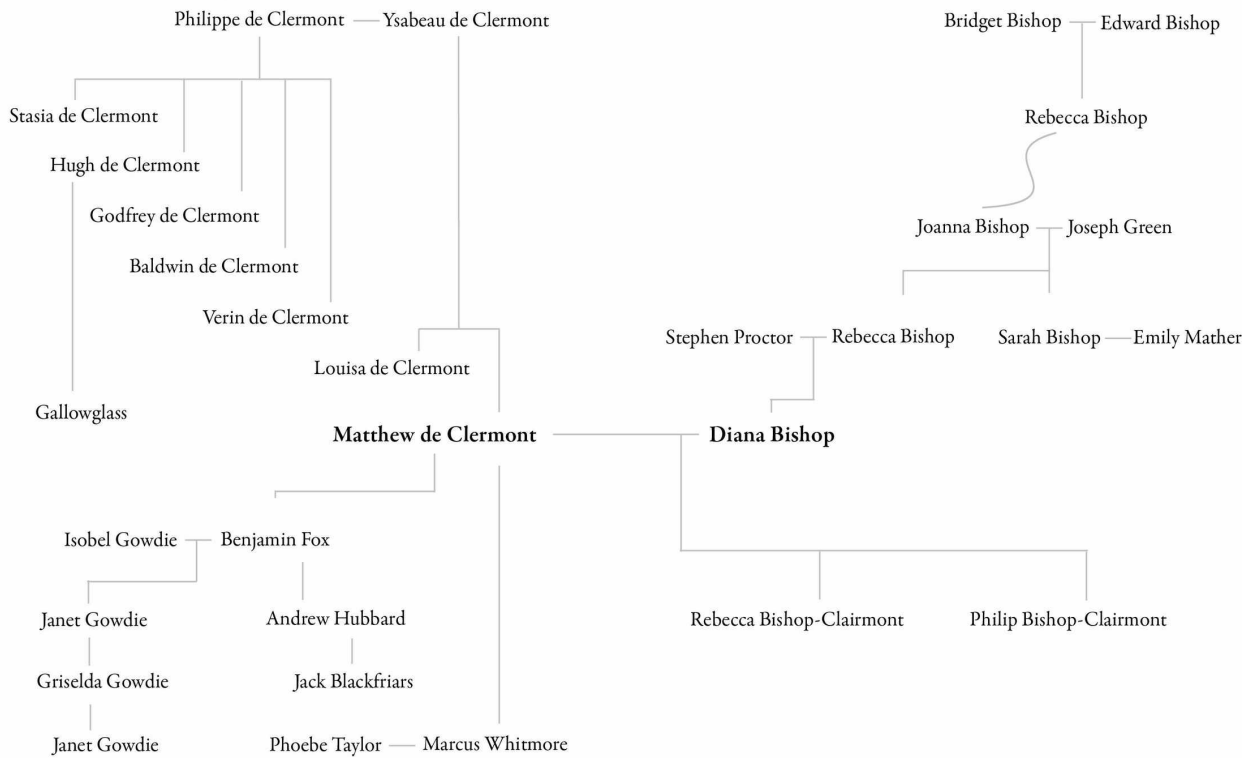 Philippe de Clermont
Ysabeau de Clermont
Bridget Bishop
Edward Bishop
Stasia de Clermont
Rebecca Bishop
Hugh de Clermont
Godfrey de Clermont
Joanna Bishop
Joseph Green
Baldwin de Clermont
Verin de Clermont
Stephen Proctor
Rebecca Bishop
Sarah Bishop
Emily Mather
Louisa de Clermont
Gallowglass
Matthew de Clermont
Diana Bishop
Isobel Gowdie
Benjamin Fox
Janet Gowdie
Andrew Hubbard
Rebecca Bishop-Clairmont
Philip Bishop-Clairmont
Griselda Gowdie
Jack Blackfriars
Janet Gowdie
Phoebe Taylor
Marcus Whitmore